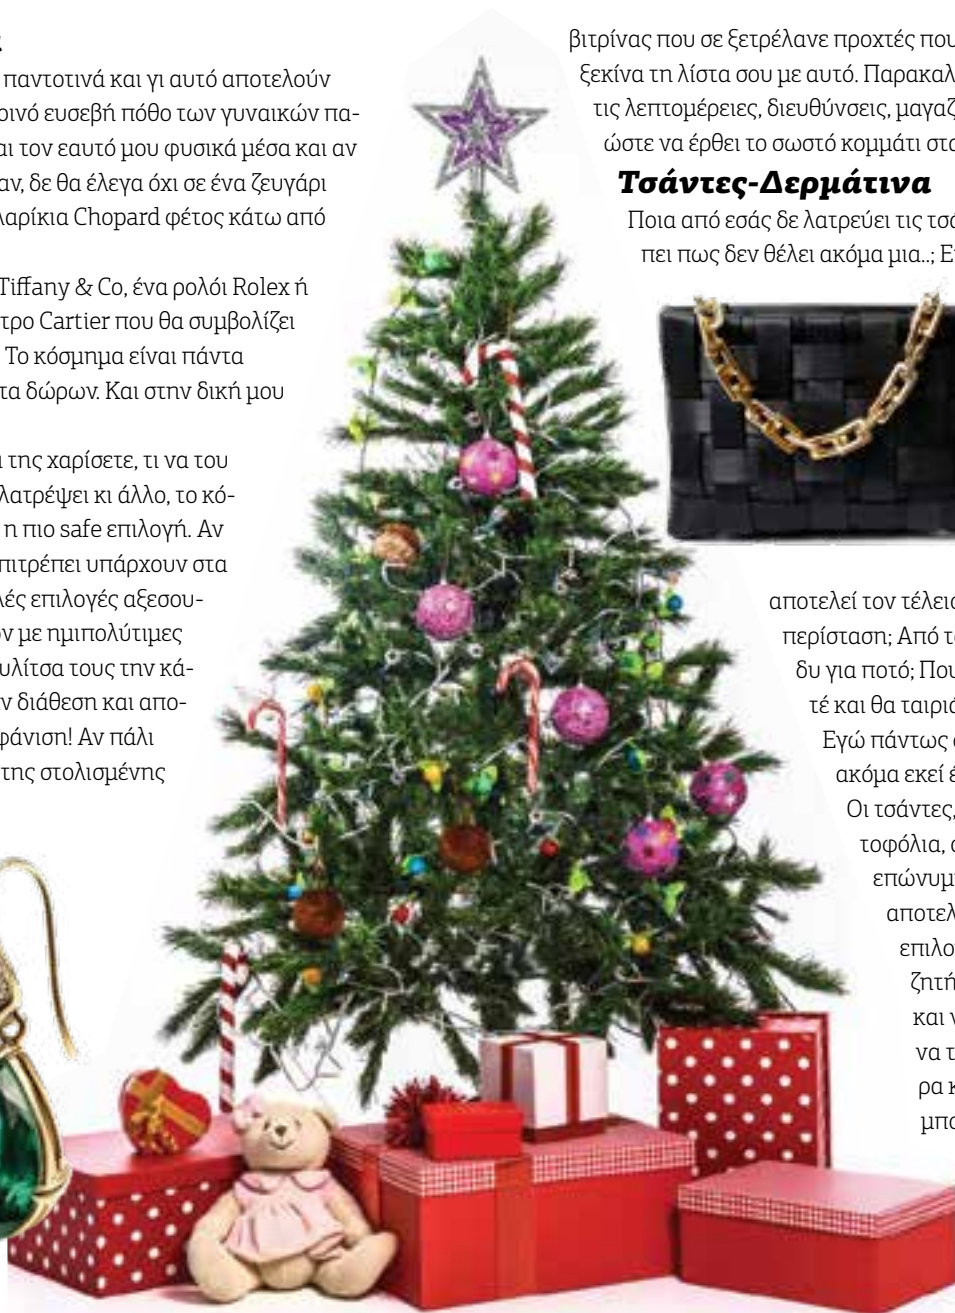 παντοτινά και γι αυτό αποτελούν
οινό ευσεβή πόθο των γυναικών πα-
αι τον εαυτό μου φυσικά μέσα και αν
αν, δε θα έλεγα όχι σε ένα ζευγάρι
λαρίκια Chopard φέτος κάτω από
Tiffany & Co, ένα ρολόι Rolex ή
τρο Cartier που θα συμβολίζει
Το κόσμημα είναι πάντα
τα δώρων. Και στην δική μου
α της χαρίσετε, τι να του
λατρέψει κι άλλο, το κό-
η πιο safe επιλογή. Αν
πιτρέπει υπάρχουν στα
λές επιλογές αξεσου-
ν με ημιπολύτιμες
υλίτσα τους την κά-
ν διάθεση και απο-
φάνιση! Αν πάλι
της στολισμένης
βιτρίνας που σε ξετρέλανε προχτές που
ξεκίνα τη λίστα σου με αυτό. Παρακαλ
τις λεπτομέρειες, διευθύνσεις, μαγαζ
ώστε να έρθει το σωστό κομμάτι στο
Τσάντες-Δερμάτινα
Ποια από εσάς δε λατρεύει τις τσά
πει πως δεν θέλει ακόμα μια..; Ε
αποτελεί τον τέλειο
περίσταση; Από τ
δυ για ποτό; Που
τέ και θα ταιριά
Εγώ πάντως
ακόμα εκεί έ
Οι τσάντες,
τοφόλια,
επώνυμ
αποτελ
επιλο
ζητή
και
να τ
ρα κ
μπο